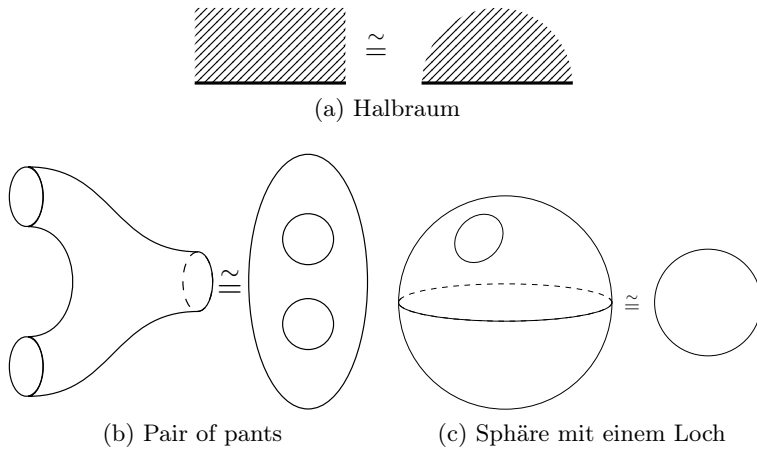 ≅
(a) Halbraum
≅
≅
(b) Pair of pants
(c) Sphäre mit einem Loch